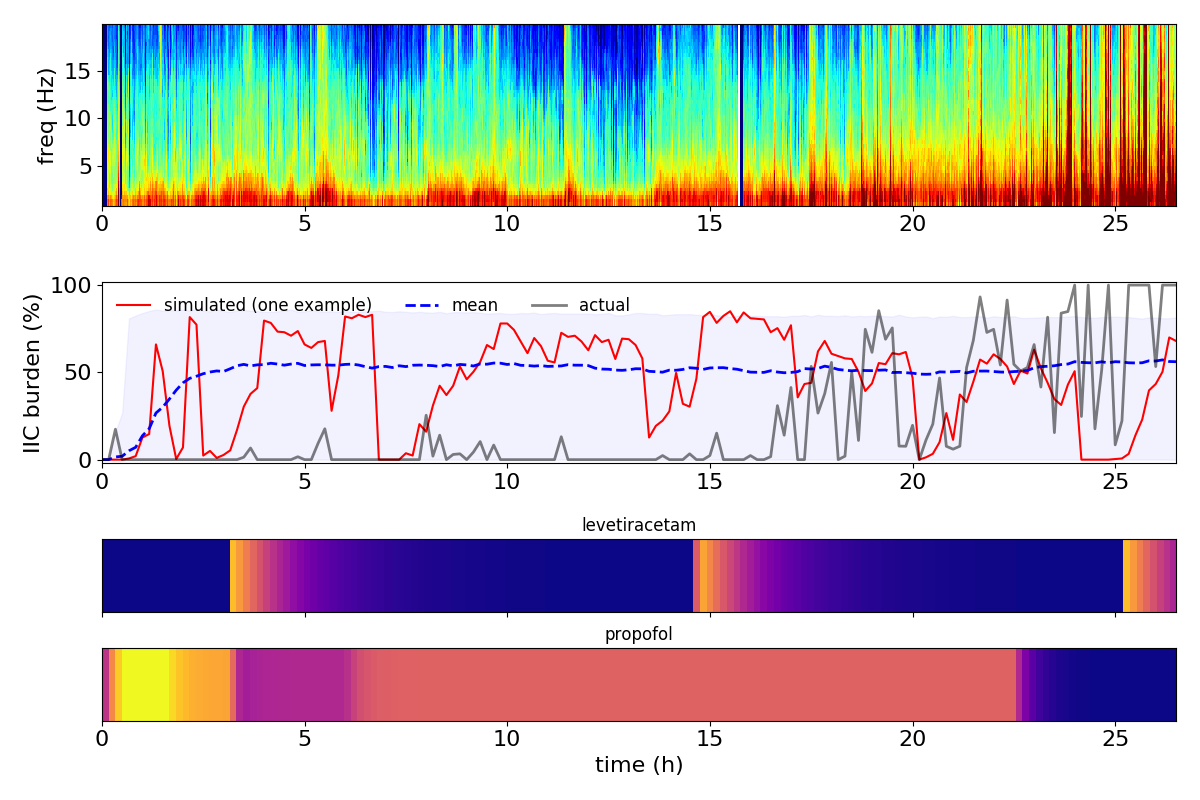 freq (Hz)
15
10
5
0 5 10 15 20 25
IIC burden (%)
100
50
0
simulated (one example) mean actual
0 5 10 15 20 25
levetiracetam
propofol
0 5 10 15 20 25
time (h)